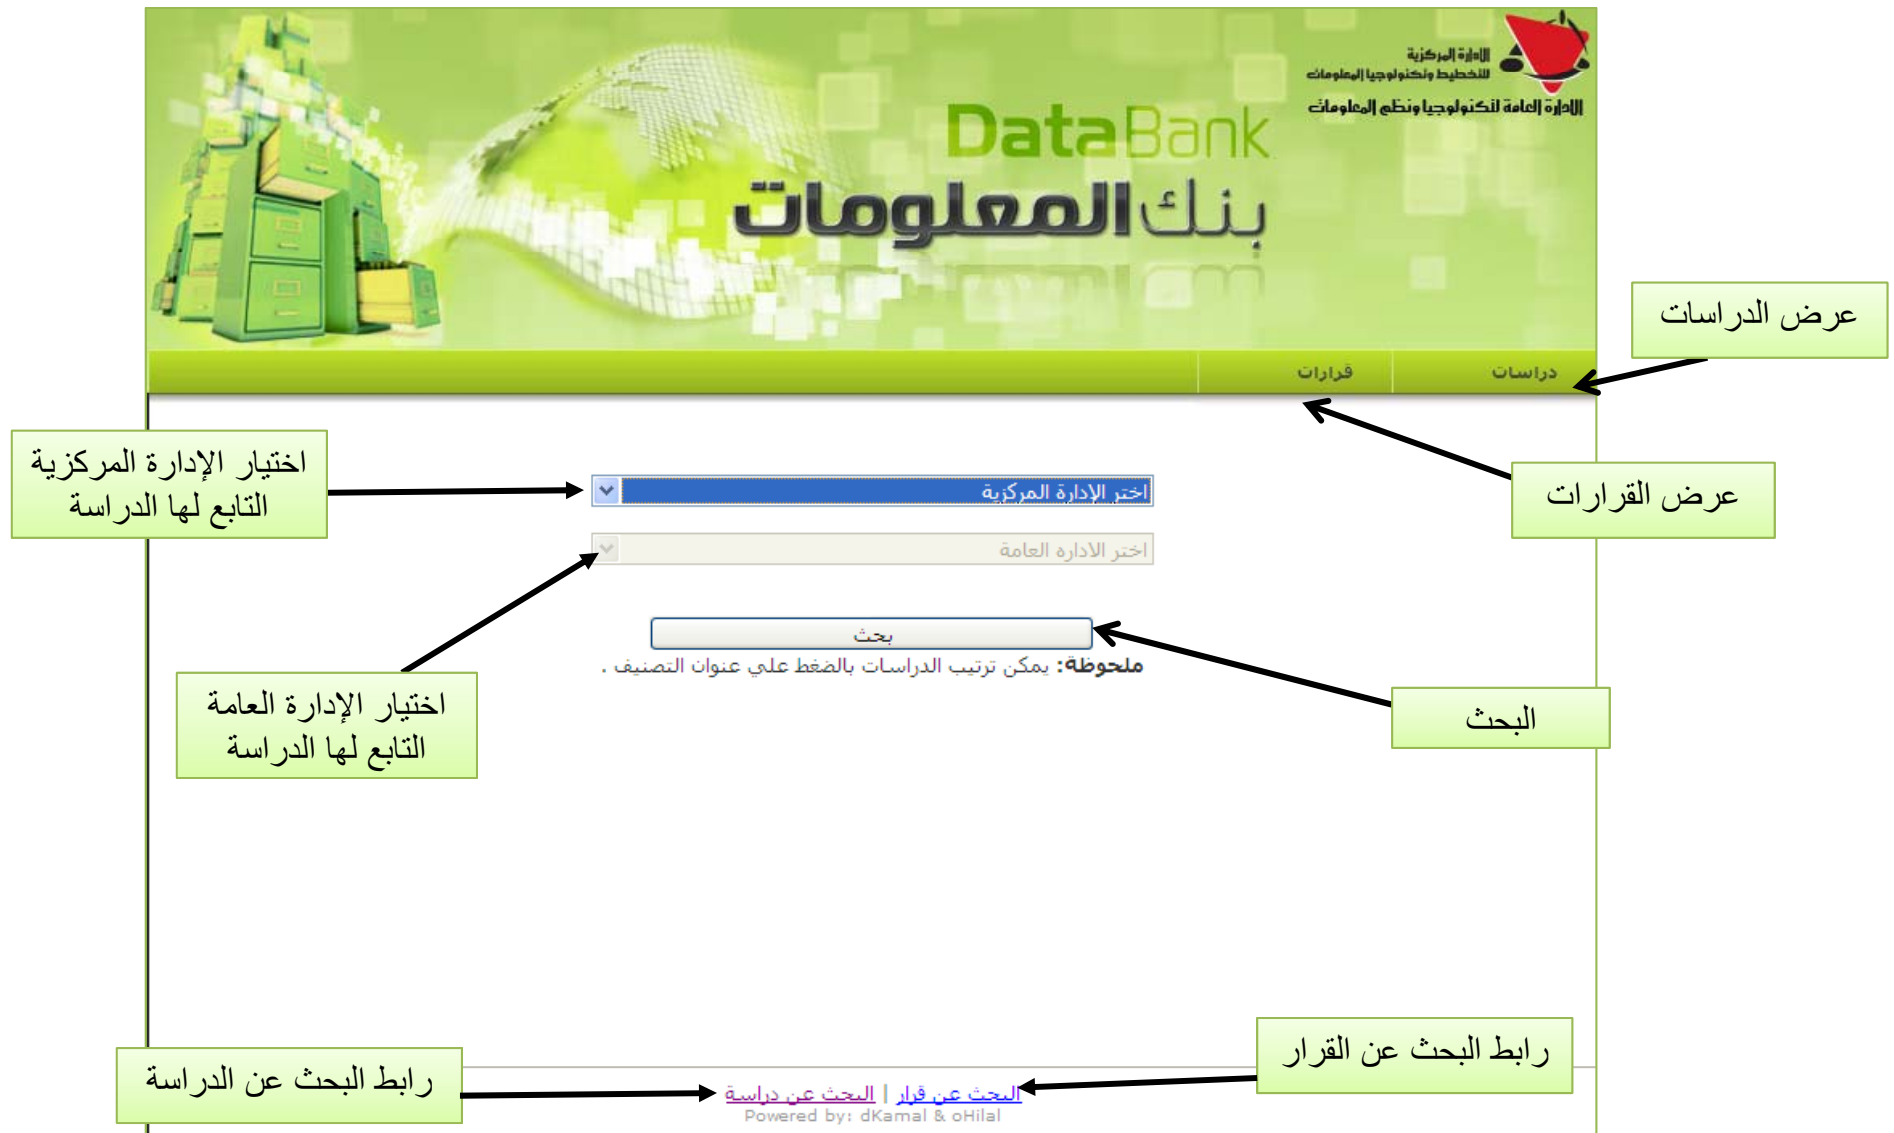 الإدارة المركزية
للتخطيط وتكنولوجيا المعلومات
الإدارة العامة لتكنولوجيا ونظم المعلومات
DataBank
بنك المعلومات
عرض الدراسات
دراسات
قرارات
اختيار الإدارة المركزية
التابع لها الدراسة
اختر الإدارة المركزية
عرض القرارات
اختر الاداره العامة
بحث
ملحوظة: يمكن ترتيب الدراسات بالضغط علي عنوان التصنيف .
اختيار الإدارة العامة
التابع لها الدراسة
البحث
رابط البحث عن القرار
رابط البحث عن الدراسة
البحث عن قرار | البحث عن دراسة
Powered by: dKamal & oHilal